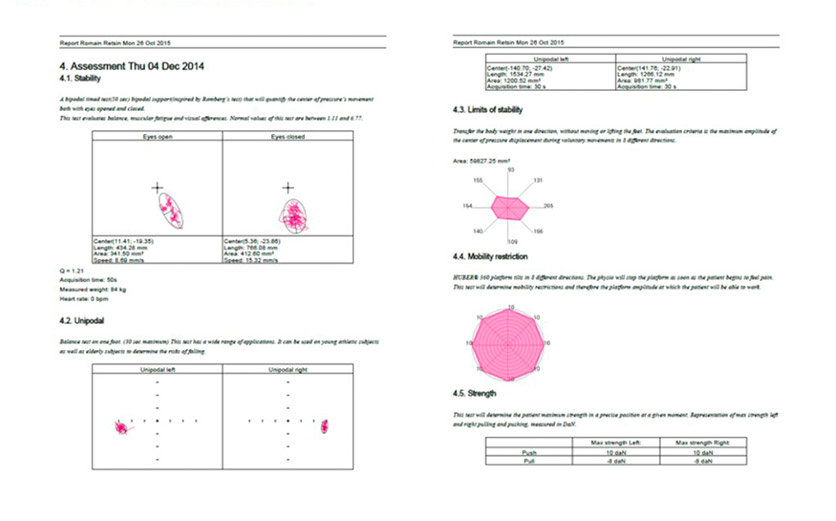 Report Romain Retsin Mon 26 Oct 2015
4. Assessment Thu 04 Dec 2014
4.1. Stability
A bipodal timed test(50 sec) bipodal support(inspired by Romberg's test) that will quantify the center of pressure's movement
both with eyes opened and closed.
This test evaluates balance, muscular fatigue and visual afferences. Normal values of this test are between 1.11 and 6.77.
Eyes open Eyes closed
Center(11.41; -19.35) Center(5.36; -23.86)
Length: 434.28 mm Length: 766.08 mm
Area: 341.50 mm² Area: 412.60 mm²
Speed: 8.69 mm/s Speed: 15.32 mm/s
Q = 1.21
Acquisition time: 50s
Measured weight: 84 kg
Heart rate: 0 bpm
4.2. Unipodal
Balance test on one foot. (30 sec maximum) This test has a wide range of applications. It can be used on young athletic subjects
as well as elderly subjects to determine the risks of falling.
Unipodal left Unipodal right
Report Romain Retsin Mon 26 Oct 2015
Unipodal left Unipodal right
Center(-140.70; -27.42) Center(141.76; -22.91)
Length: 1534.27 mm Length: 1266.12 mm
Area: 1200.52 mm² Area: 981.77 mm²
Acquisition time: 30 s Acquisition time: 30 s
4.3. Limits of stability
Transfer the body weight in one direction, without moving or lifting the feet. The evaluation criteria is the maximum amplitude of
the center of pressure displacement during voluntary movements in 8 different directions.
Area: 59827.25 mm²
93
155 131
164 205
140 166
109
4.4. Mobility restriction
HUBER® 360 platform tilts in 8 different directions. The physio will stop the platform as soon as the patient begins to feel pain.
This test will determine mobility restrictions and therefore the platform amplitude at which the patient will be able to work.
10
10 10
10 10
10 10
10
4.5. Strength
This test will determine the patient maximum strength in a precise position at a given moment. Representation of max strength left
and right pulling and pushing, measured in DaN.
Max strength Left: Max strength Right:
Push 10 daN 10 daN
Pull -8 daN -8 daN